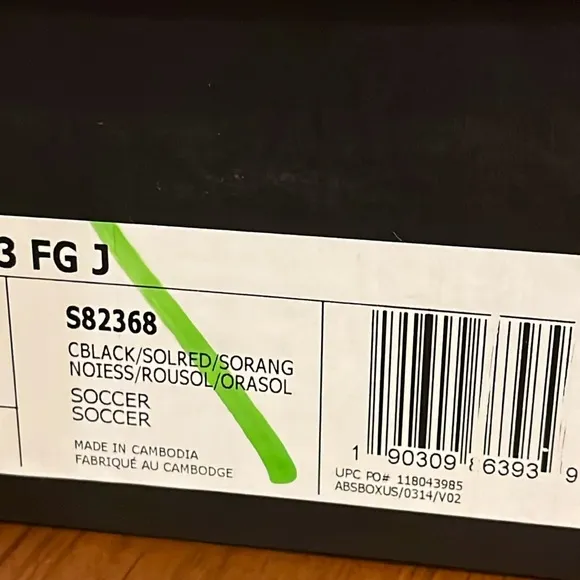 3 FG J
S82368
CBLACK/SOLRED/SORANG
NOIESS/ROUSOL/ORASOL
SOCCER
SOCCER
MADE IN CAMBODIA
FABRIQUÉ AU CAMBODGE
1 90309 86393 9
UPC PO# 118043985
ABSBOXUS/0314/V02